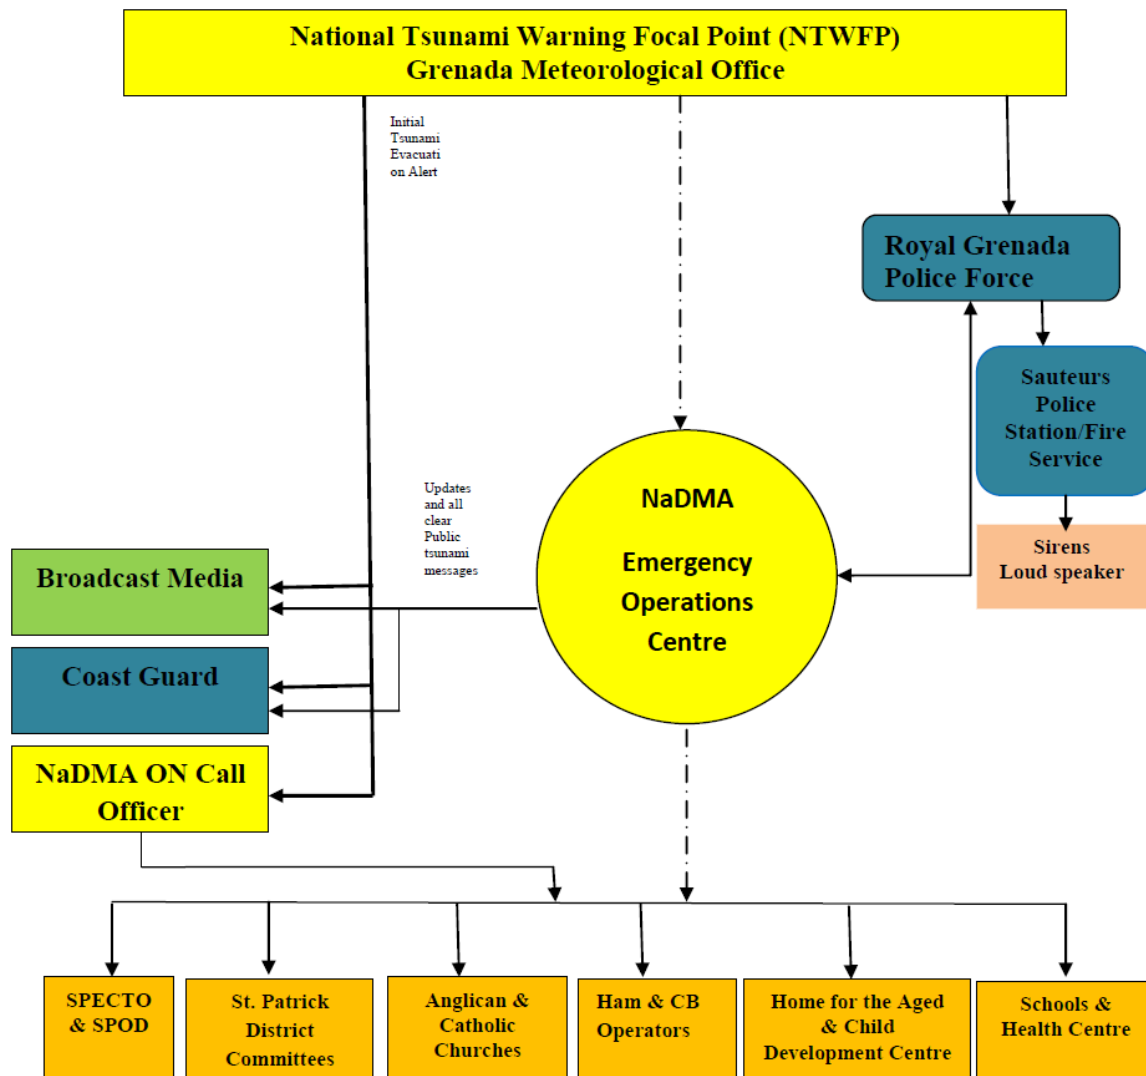 National Tsunami Warning Focal Point (NTWFP)
Grenada Meteorological Office
Initial
Tsunami
Evacuati
on Alert
Royal Grenada
Police Force
Sauteurs
Police
Station/Fire
Service
Sirens
Loud speaker
NaDMA
Emergency
Operations
Centre
Updates
and all
clear
Public
tsunami
messages
Broadcast Media
Coast Guard
NaDMA ON Call
Officer
SPECTO
& SPOD
St. Patrick
District
Committees
Anglican &
Catholic
Churches
Ham & CB
Operators
Home for the Aged
& Child
Development Centre
Schools &
Health Centre